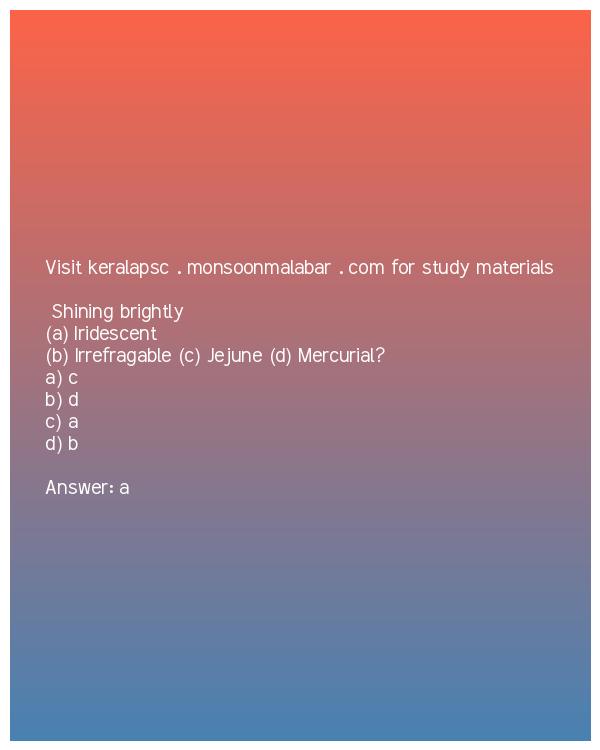 Visit keralapsc . monsoonmalabar . com for study materials
Shining brightly
(a) Iridescent
(b) Irrefragable (c) Jejune (d) Mercurial?
a) c
b) d
c) a
d) b
Answer: a